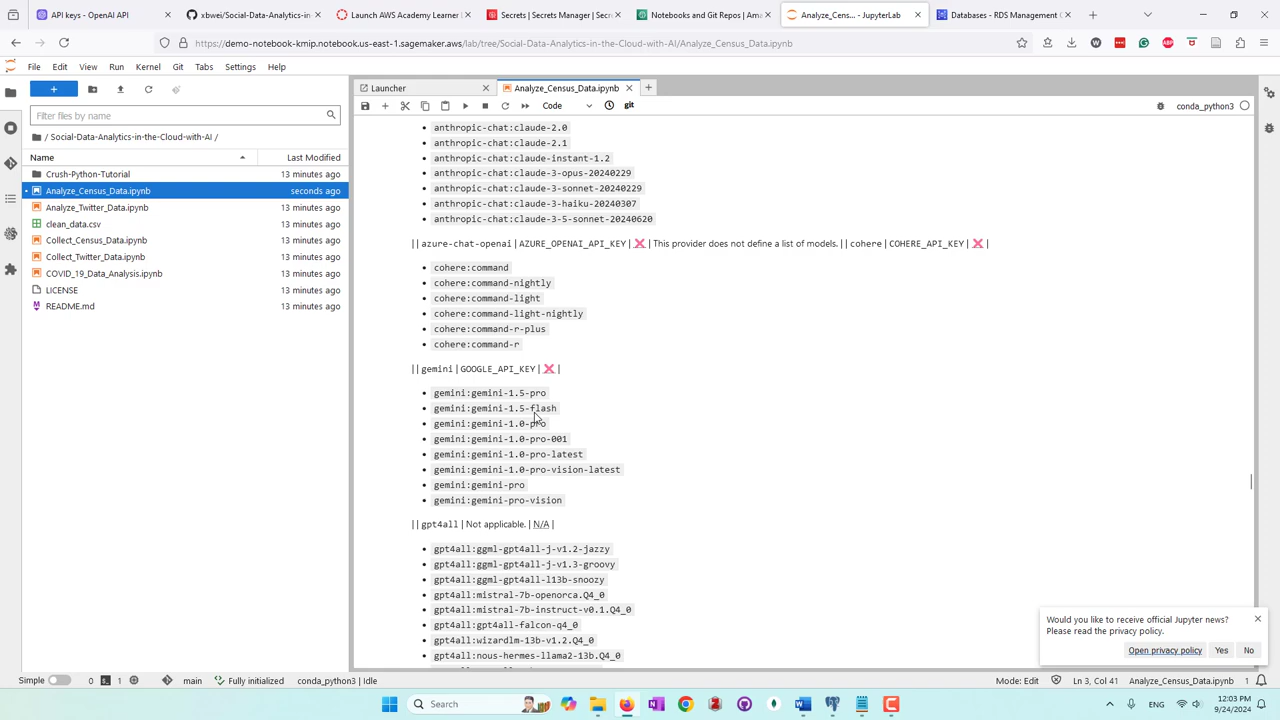 API keys - OpenAI API
xbwei/Social-Data-Analytics-in-
Launch AWS Academy Learner
Secrets | Secrets Manager | S
Notebooks and Git Repos | Am
Analyze_Cens... - JupyterLab
Databases - RDS Management C
https://demo-notebook-kmip.notebook.us-east-1.sagemaker.aws/lab/tree/Social-Data-Analytics-in-the-Cloud-with-AI/Analyze_Census_Data.ipynb
File Edit View Run Kernel Git Tabs Settings Help
Launcher
Analyze_Census_Data.ipynb
Code
git
conda_python3
Filter files by name
/ Social-Data-Analytics-in-the-Cloud-with-AI /
Name Last Modified
Crush-Python-Tutorial 13 minutes ago
Analyze_Census_Data.ipynb seconds ago
Analyze_Twitter_Data.ipynb 13 minutes ago
clean_data.csv 13 minutes ago
Collect_Census_Data.ipynb 13 minutes ago
Collect_Twitter_Data.ipynb 13 minutes ago
COVID_19_Data_Analysis.ipynb 13 minutes ago
LICENSE 13 minutes ago
README.md 13 minutes ago
anthropic-chat:claude-2.0
anthropic-chat:claude-2.1
anthropic-chat:claude-instant-1.2
anthropic-chat:claude-3-opus-20240229
anthropic-chat:claude-3-sonnet-20240229
anthropic-chat:claude-3-haiku-20240307
anthropic-chat:claude-3-5-sonnet-20240620
|| azure-chat-openai | AZURE_OPENAI_API_KEY | ❌ | This provider does not define a list of models. || cohere | COHERE_API_KEY | ❌ |
cohere:command
cohere:command-nightly
cohere:command-light
cohere:command-light-nightly
cohere:command-r-plus
cohere:command-r
|| gemini | GOOGLE_API_KEY | ❌ |
gemini:gemini-1.5-pro
gemini:gemini-1.5-flash
gemini:gemini-1.0-pro
gemini:gemini-1.0-pro-001
gemini:gemini-1.0-pro-latest
gemini:gemini-1.0-pro-vision-latest
gemini:gemini-pro
gemini:gemini-pro-vision
|| gpt4all | Not applicable. | N/A |
gpt4all:ggml-gpt4all-j-v1.2-jazzy
gpt4all:ggml-gpt4all-j-v1.3-groovy
gpt4all:ggml-gpt4all-l13b-snoozy
gpt4all:mistral-7b-openorca.Q4_0
gpt4all:mistral-7b-instruct-v0.1.Q4_0
gpt4all:gpt4all-falcon-q4_0
gpt4all:wizardlm-13b-v1.2.Q4_0
gpt4all:nous-hermes-llama2-13b.Q4_0
Would you like to receive official Jupyter news?
Please read the privacy policy.
Open privacy policy Yes No
Simple 0 1 main Fully initialized conda_python3 | Idle Mode: Edit Ln 3, Col 41 Analyze_Census_Data.ipynb 1
Search
ENG
12:03 PM
9/24/2024